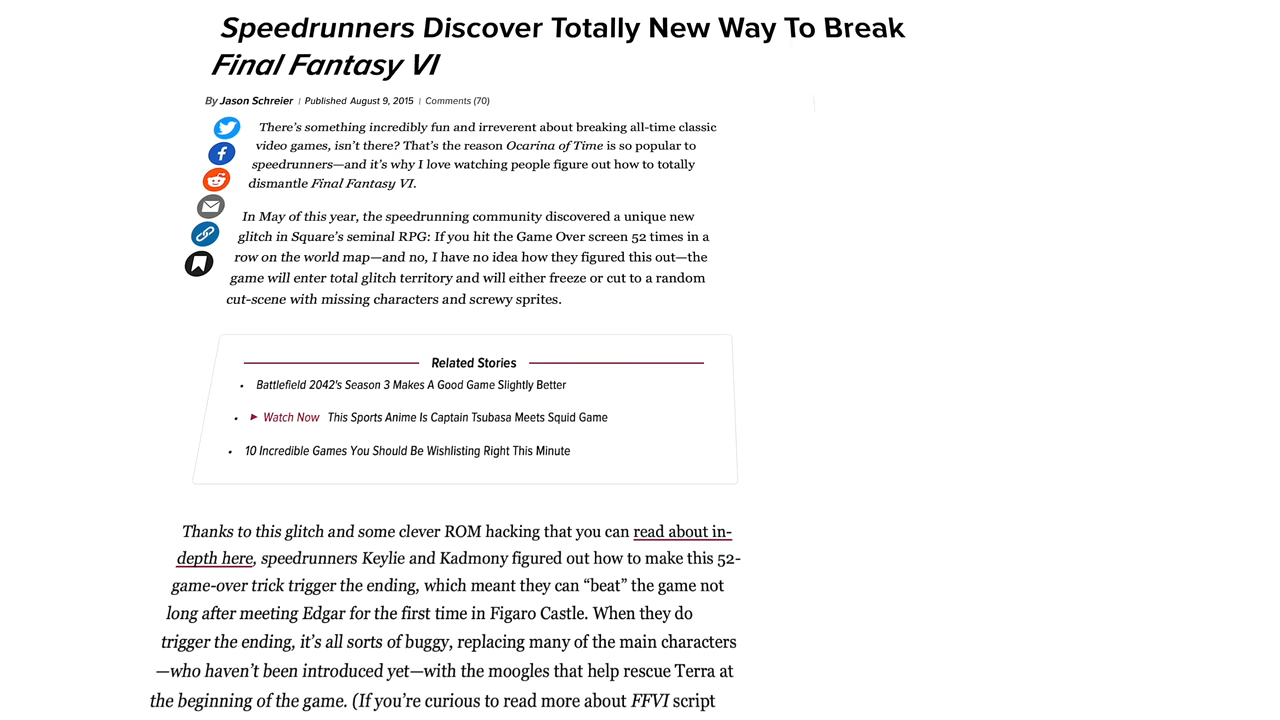 Speedrunners Discover Totally New Way To Break
Final Fantasy VI
By Jason Schreier | Published August 9, 2015 | Comments (70)
There's something incredibly fun and irreverent about breaking all-time classic
video games, isn't there? That's the reason Ocarina of Time is so popular to
speedrunners—and it's why I love watching people figure out how to totally
dismantle Final Fantasy VI.
In May of this year, the speedrunning community discovered a unique new
glitch in Square's seminal RPG: If you hit the Game Over screen 52 times in a
row on the world map—and no, I have no idea how they figured this out—the
game will enter total glitch territory and will either freeze or cut to a random
cut-scene with missing characters and screwy sprites.
Related Stories
• Battlefield 2042's Season 3 Makes A Good Game Slightly Better
• ▶ Watch Now This Sports Anime Is Captain Tsubasa Meets Squid Game
• 10 Incredible Games You Should Be Wishlisting Right This Minute
Thanks to this glitch and some clever ROM hacking that you can read about in-
depth here, speedrunners Keylie and Kadmony figured out how to make this 52-
game-over trick trigger the ending, which meant they can “beat” the game not
long after meeting Edgar for the first time in Figaro Castle. When they do
trigger the ending, it's all sorts of buggy, replacing many of the main characters
—who haven't been introduced yet—with the moogles that help rescue Terra at
the beginning of the game. (If you're curious to read more about FFVI script